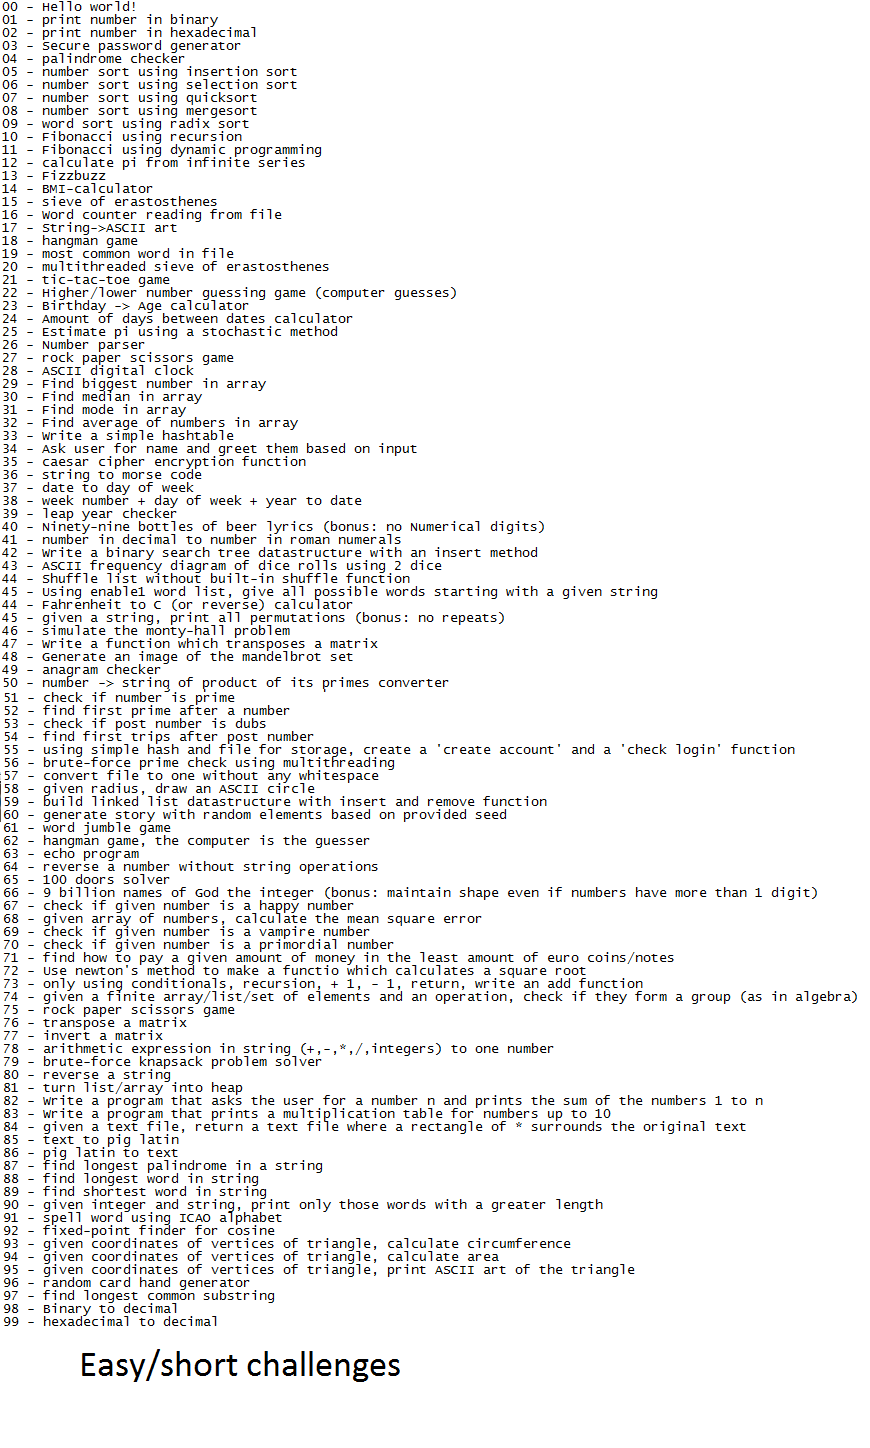 00 - Hello world!
01 - print number in binary
02 - print number in hexadecimal
03 - Secure password generator
04 - palindrome checker
05 - number sort using insertion sort
06 - number sort using selection sort
07 - number sort using quicksort
08 - number sort using mergesort
09 - word sort using radix sort
10 - Fibonacci using recursion
11 - Fibonacci using dynamic programming
12 - calculate pi from infinite series
13 - Fizzbuzz
14 - BMI-calculator
15 - sieve of erastosthenes
16 - Word counter reading from file
17 - String->ASCII art
18 - hangman game
19 - most common word in file
20 - multithreaded sieve of erastosthenes
21 - tic-tac-toe game
22 - Higher/lower number guessing game (computer guesses)
23 - Birthday -> Age calculator
24 - Amount of days between dates calculator
25 - Estimate pi using a stochastic method
26 - Number parser
27 - rock paper scissors game
28 - ASCII digital clock
29 - Find biggest number in array
30 - Find median in array
31 - Find mode in array
32 - Find average of numbers in array
33 - Write a simple hashtable
34 - Ask user for name and greet them based on input
35 - caesar cipher encryption function
36 - string to morse code
37 - date to day of week
38 - week number + day of week + year to date
39 - leap year checker
40 - Ninety-nine bottles of beer lyrics (bonus: no Numerical digits)
41 - number in decimal to number in roman numerals
42 - Write a binary search tree datastructure with an insert method
43 - ASCII frequency diagram of dice rolls using 2 dice
44 - Shuffle list without built-in shuffle function
45 - Using enable1 word list, give all possible words starting with a given string
44 - Fahrenheit to C (or reverse) calculator
45 - given a string, print all permutations (bonus: no repeats)
46 - simulate the monty-hall problem
47 - Write a function which transposes a matrix
48 - Generate an image of the mandelbrot set
49 - anagram checker
50 - number -> string of product of its primes converter
51 - check if number is prime
52 - find first prime after a number
53 - check if post number is dubs
54 - find first trips after post number
55 - using simple hash and file for storage, create a 'create account' and a 'check login' function
56 - brute-force prime check using multithreading
57 - convert file to one without any whitespace
58 - given radius, draw an ASCII circle
59 - build linked list datastructure with insert and remove function
60 - generate story with random elements based on provided seed
61 - word jumble game
62 - hangman game, the computer is the guesser
63 - echo program
64 - reverse a number without string operations
65 - 100 doors solver
66 - 9 billion names of God the integer (bonus: maintain shape even if numbers have more than 1 digit)
67 - check if given number is a happy number
68 - given array of numbers, calculate the mean square error
69 - check if given number is a vampire number
70 - check if given number is a primordial number
71 - find how to pay a given amount of money in the least amount of euro coins/notes
72 - Use newton's method to make a functio which calculates a square root
73 - only using conditionals, recursion, + 1, - 1, return, write an add function
74 - given a finite array/list/set of elements and an operation, check if they form a group (as in algebra)
75 - rock paper scissors game
76 - transpose a matrix
77 - invert a matrix
78 - arithmetic expression in string (+,-,*,/,integers) to one number
79 - brute-force knapsack problem solver
80 - reverse a string
81 - turn list/array into heap
82 - Write a program that asks the user for a number n and prints the sum of the numbers 1 to n
83 - Write a program that prints a multiplication table for numbers up to 10
84 - given a text file, return a text file where a rectangle of * surrounds the original text
85 - text to pig latin
86 - pig latin to text
87 - find longest palindrome in a string
88 - find longest word in string
89 - find shortest word in string
90 - given integer and string, print only those words with a greater length
91 - spell word using ICAO alphabet
92 - fixed-point finder for cosine
93 - given coordinates of vertices of triangle, calculate circumference
94 - given coordinates of vertices of triangle, calculate area
95 - given coordinates of vertices of triangle, print ASCII art of the triangle
96 - random card hand generator
97 - find longest common substring
98 - Binary to decimal
99 - hexadecimal to decimal
Easy/short challenges